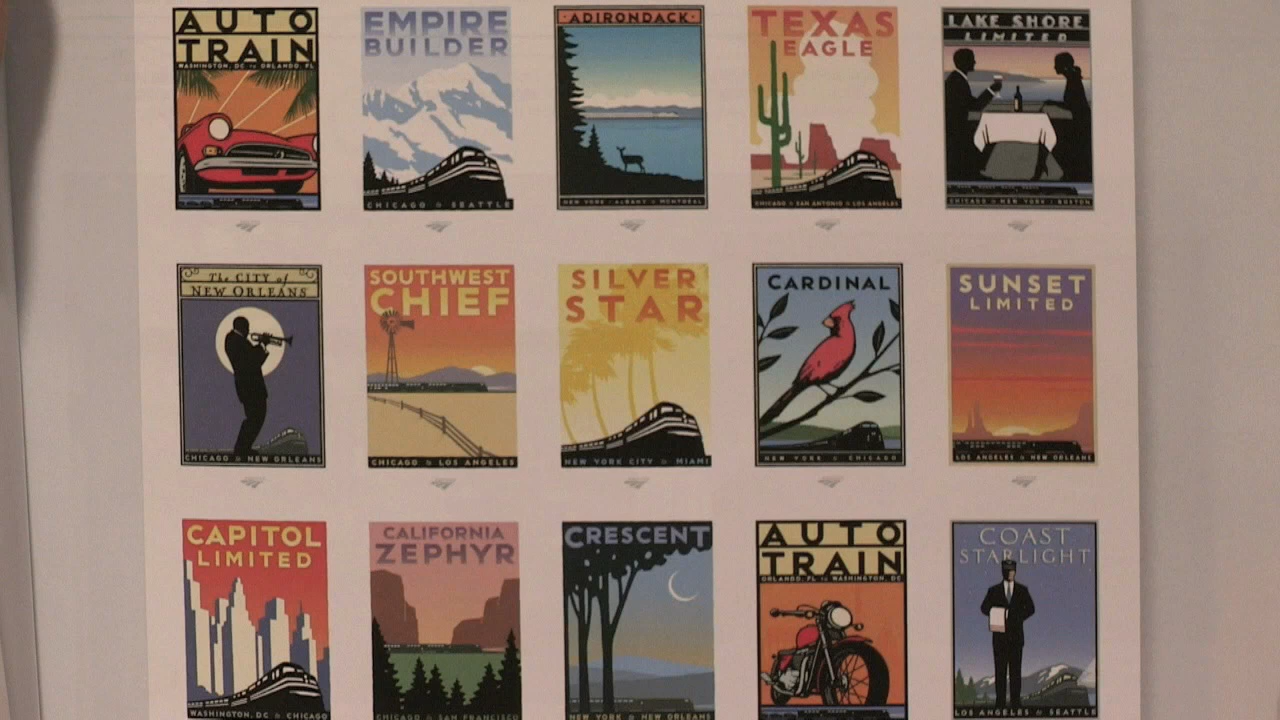 AUTO
TRAIN
WASHINGTON, DC to ORLANDO, FL
EMPIRE
BUILDER
CHICAGO to SEATTLE
ADIRONDACK
NEW YORK · ALBANY to MONTREAL
TEXAS
EAGLE
CHICAGO to SAN ANTONIO to LOS ANGELES
LAKE SHORE
LIMITED
CHICAGO to NEW YORK / BOSTON
The CITY of
NEW ORLEANS
CHICAGO to NEW ORLEANS
SOUTHWEST
CHIEF
CHICAGO to LOS ANGELES
SILVER
STAR
NEW YORK CITY to MIAMI
CARDINAL
NEW YORK to CHICAGO
SUNSET
LIMITED
LOS ANGELES to NEW ORLEANS
CAPITOL
LIMITED
WASHINGTON, DC to CHICAGO
CALIFORNIA
ZEPHYR
CHICAGO to SAN FRANCISCO
CRESCENT
NEW YORK to NEW ORLEANS
AUTO
TRAIN
ORLANDO, FL to WASHINGTON, DC
COAST
STARLIGHT
LOS ANGELES to SEATTLE